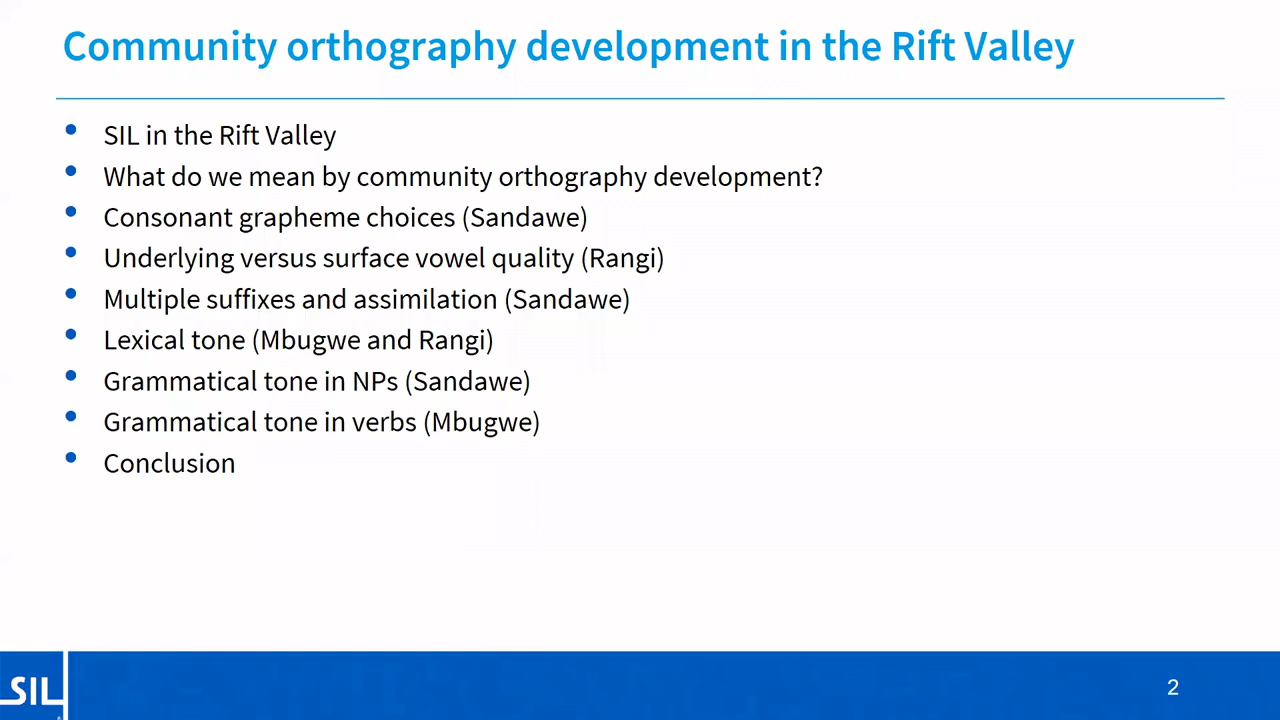 Community orthography development in the Rift Valley
• SIL in the Rift Valley
• What do we mean by community orthography development?
• Consonant grapheme choices (Sandawe)
• Underlying versus surface vowel quality (Rangi)
• Multiple suffixes and assimilation (Sandawe)
• Lexical tone (Mbugwe and Rangi)
• Grammatical tone in NPs (Sandawe)
• Grammatical tone in verbs (Mbugwe)
• Conclusion
SIL
2